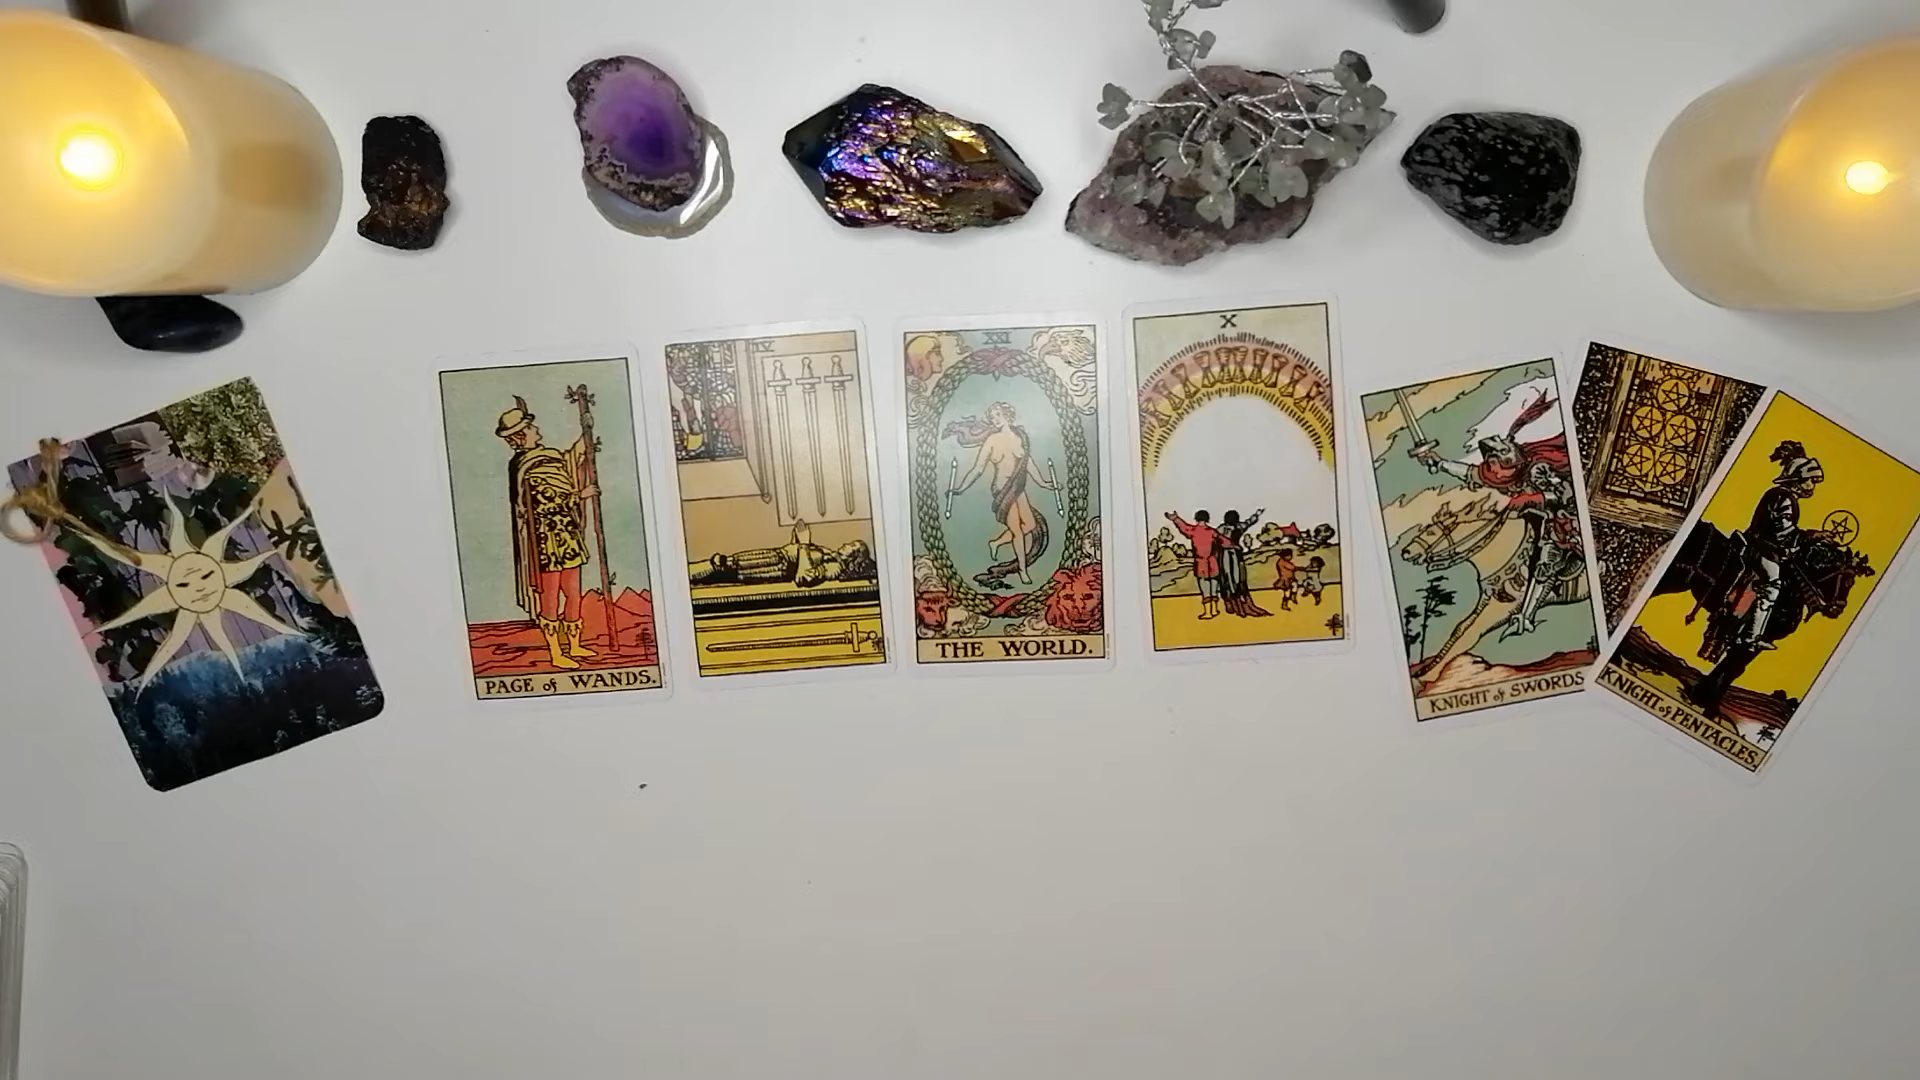 PAGE of WANDS.
IV
XXI
THE WORLD.
X
KNIGHT of SWORDS
KNIGHT of PENTACLES.